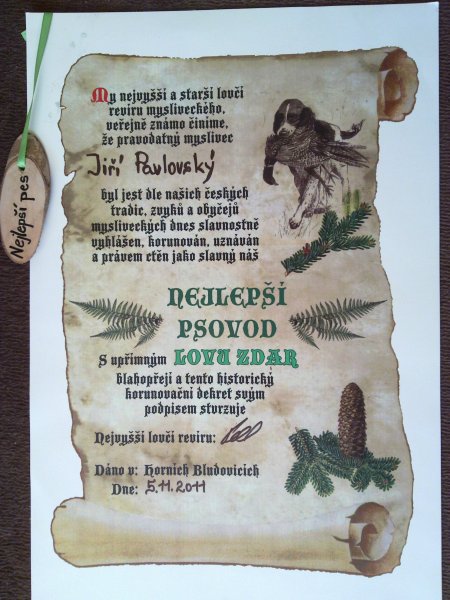 My nejvyšší a starší lovčí
revíru mysliveckého,
veřejně známo činíme,
že pravodatný myslivec
Jiří Pavlovský
byl jest dle našich českých
tradic, zvyků a obyčejů
mysliveckých dnes slavnostně
vyhlášen, korunován, uznáván
a právem ctěn jako slavný náš
NEJLEPŠÍ
PSOVOD
S upřímným LOVU ZDAR
blahopřejí a tento historický
korunovační dekret svým
podpisem stvrzuje
Nejvyšší lovčí revíru:
Dáno v: Horních Bludovicích
Dne: 5.11.2011
Nejlepší pes